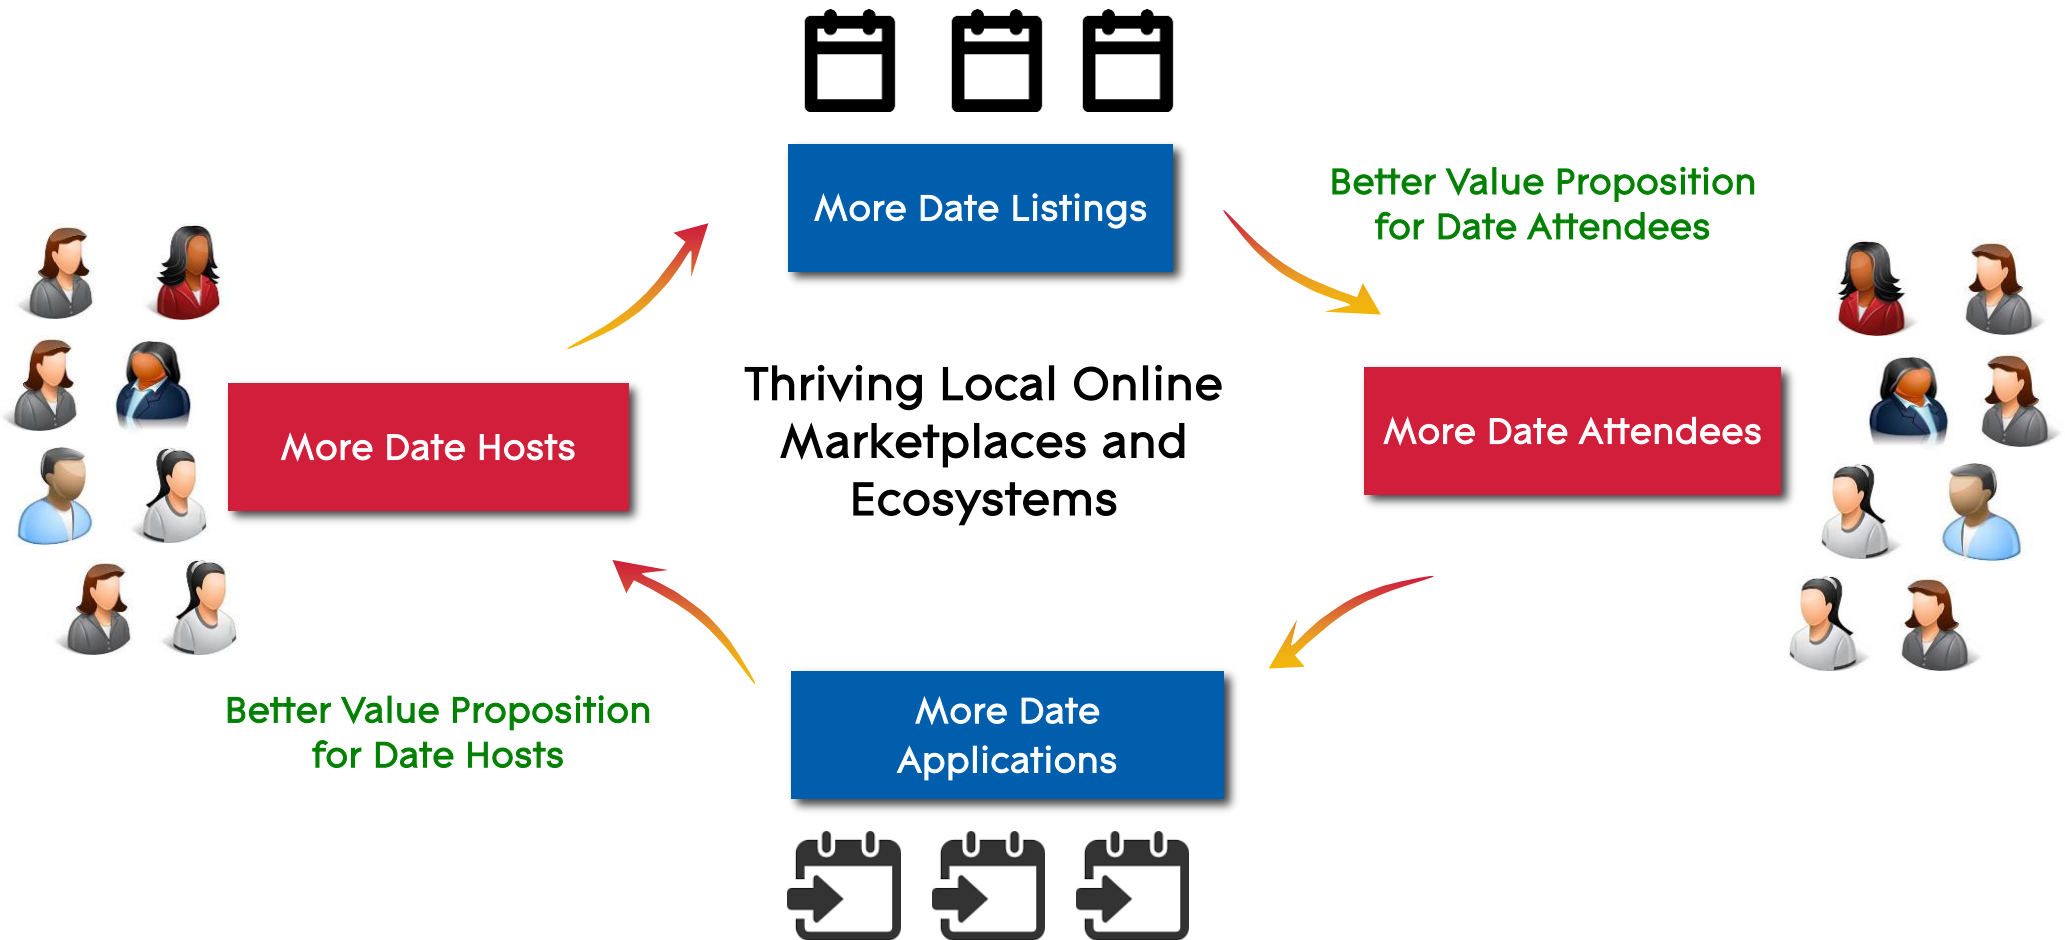 More Date Listings
Better Value Proposition
for Date Attendees
Thriving Local Online
Marketplaces and
Ecosystems
More Date Hosts
More Date Attendees
Better Value Proposition
for Date Hosts
More Date
Applications